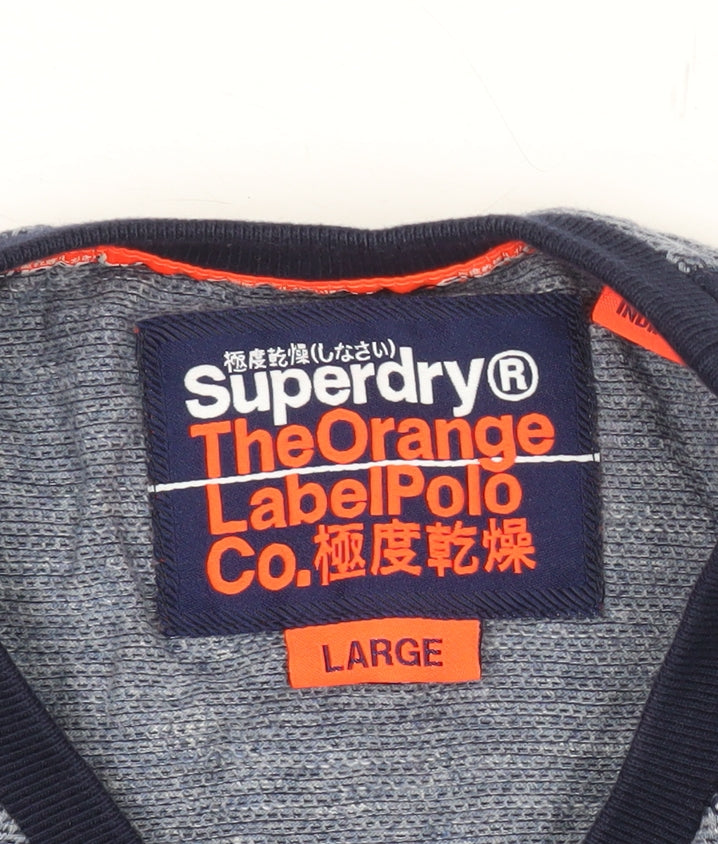 極度乾燥(しなさい)
Superdry®
TheOrange
LabelPolo
Co.極度乾燥
LARGE